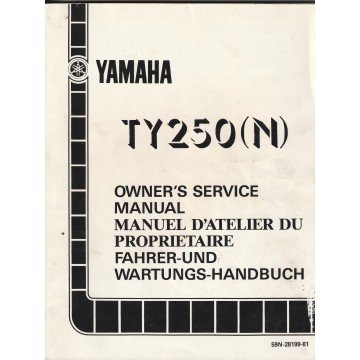 YAMAHA
TY250(N)
OWNER'S SERVICE
MANUAL
MANUEL D'ATELIER DU
PROPRIETAIRE
FAHRER-UND
WARTUNGS-HANDBUCH
59N-28199-81